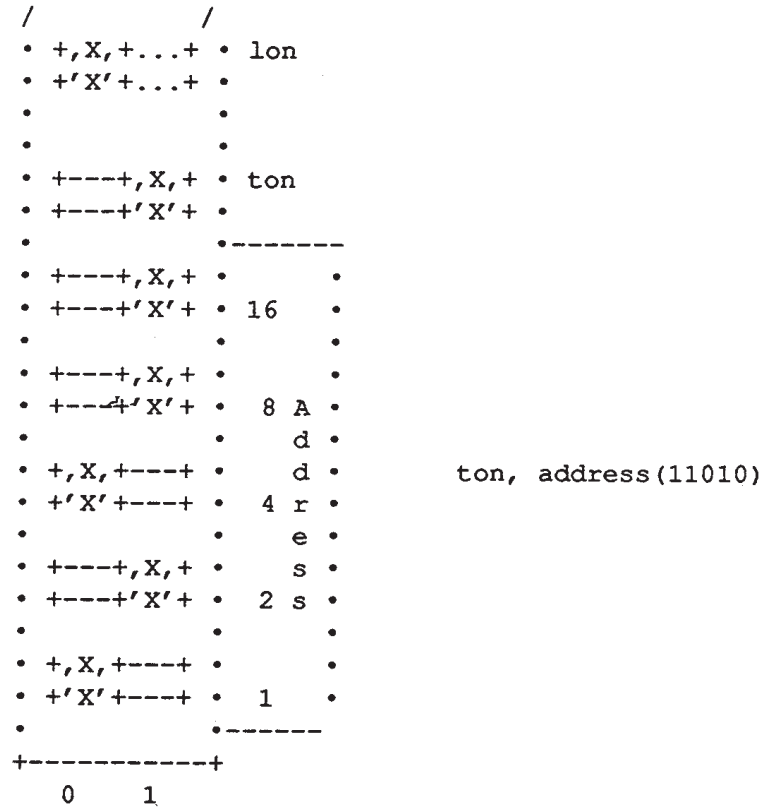 /           /
• +,X,+...+ • lon
• +'X'+...+ •
•           •
•           •
• +---+,X,+ • ton
• +---+'X'+ •
•           •-------
• +---+,X,+ •      •
• +---+'X'+ • 16   •
•           •      •
• +---+,X,+ •      •
• +---+'X'+ •  8 A •
•           •    d •
• +,X,+---+ •    d •       ton, address(11010)
• +'X'+---+ •  4 r •
•           •    e •
• +---+,X,+ •    s •
• +---+'X'+ •  2 s •
•           •      •
• +,X,+---+ •      •
• +'X'+---+ •  1   •
•           •------
+-----------+
   0    1